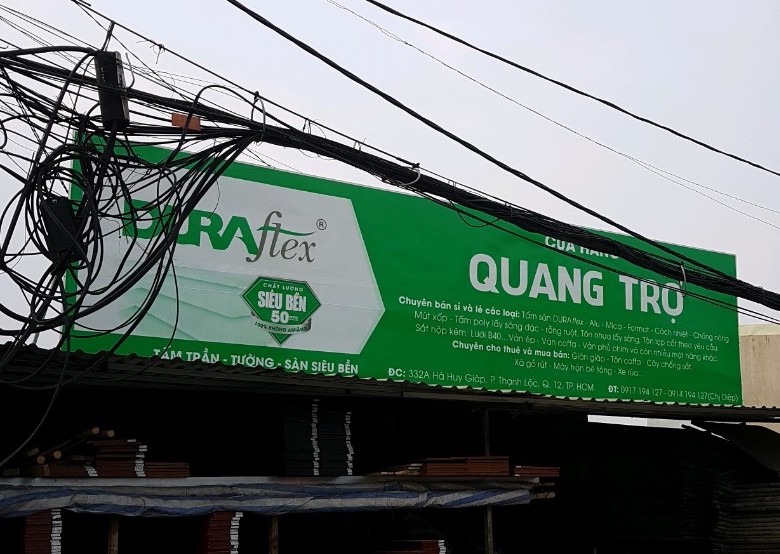 DURAflex®
CHẤT LƯỢNG
SIÊU BỀN
50
100% KHÔNG AMIĂNG
TẤM TRẦN - TƯỜNG - SÀN SIÊU BỀN
CỬA HÀNG
QUANG TRỌ
Chuyên bán sỉ và lẻ các loại: Tấm sàn DURAflex - Alu - Mica - Format - Cách nhiệt - Chống nóng
Mút xốp - Tấm poly lấy sáng đặc - rỗng ruột, Tôn nhựa lấy sáng, Tôn lợp cắt theo yêu cầu,
Sắt hộp kẽm, Lưới B40... Ván ép - Ván coffa - Ván phủ phim và còn nhiều mặt hàng khác.
Chuyên cho thuê và mua bán: Giàn giáo - Tôn coffa - Cây chống sắt.
Xà gồ rút - Máy trộn bê tông - Xe rùa...
ĐC: 332A Hà Huy Giáp, P. Thạnh Lộc, Q. 12, TP. HCM
ĐT: 0917 194 127 - 0914 194 127 (Chị Diệp)